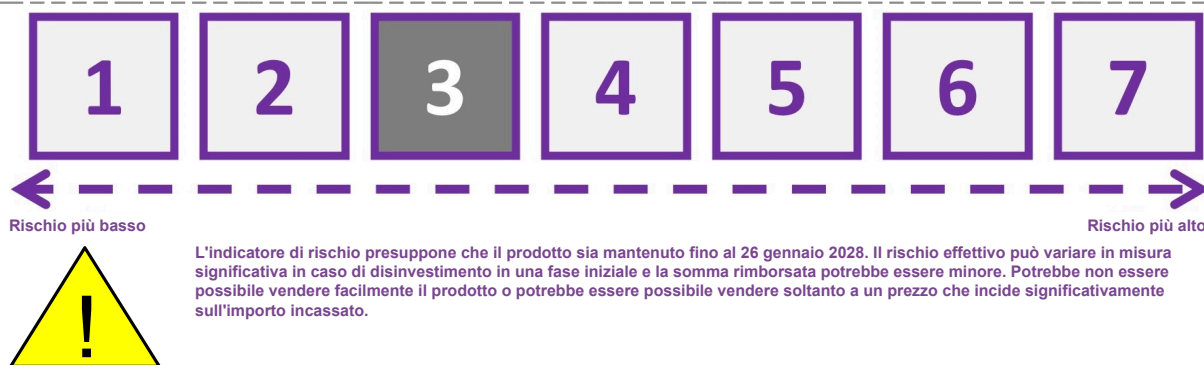 1 2 3 4 5 6 7
Rischio più basso
Rischio più alto
L'indicatore di rischio presuppone che il prodotto sia mantenuto fino al 26 gennaio 2028. Il rischio effettivo può variare in misura
significativa in caso di disinvestimento in una fase iniziale e la somma rimborsata potrebbe essere minore. Potrebbe non essere
possibile vendere facilmente il prodotto o potrebbe essere possibile vendere soltanto a un prezzo che incide significativamente
sull'importo incassato.
!